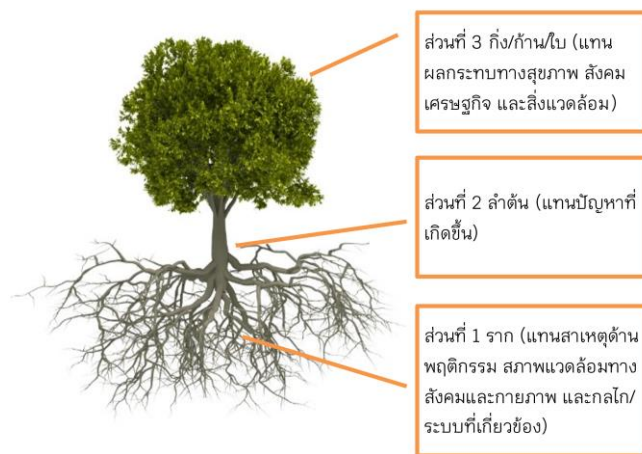 ส่วนที่ 3 กิ่ง/ก้าน/ใบ (แทน
ผลกระทบทางสุขภาพ สังคม
เศรษฐกิจ และสิ่งแวดล้อม)
ส่วนที่ 2 ลำต้น (แทนปัญหาที่
เกิดขึ้น)
ส่วนที่ 1 ราก (แทนสาเหตุด้าน
พฤติกรรม สภาพแวดล้อมทาง
สังคมและกายภาพ และกลไก/
ระบบที่เกี่ยวข้อง)